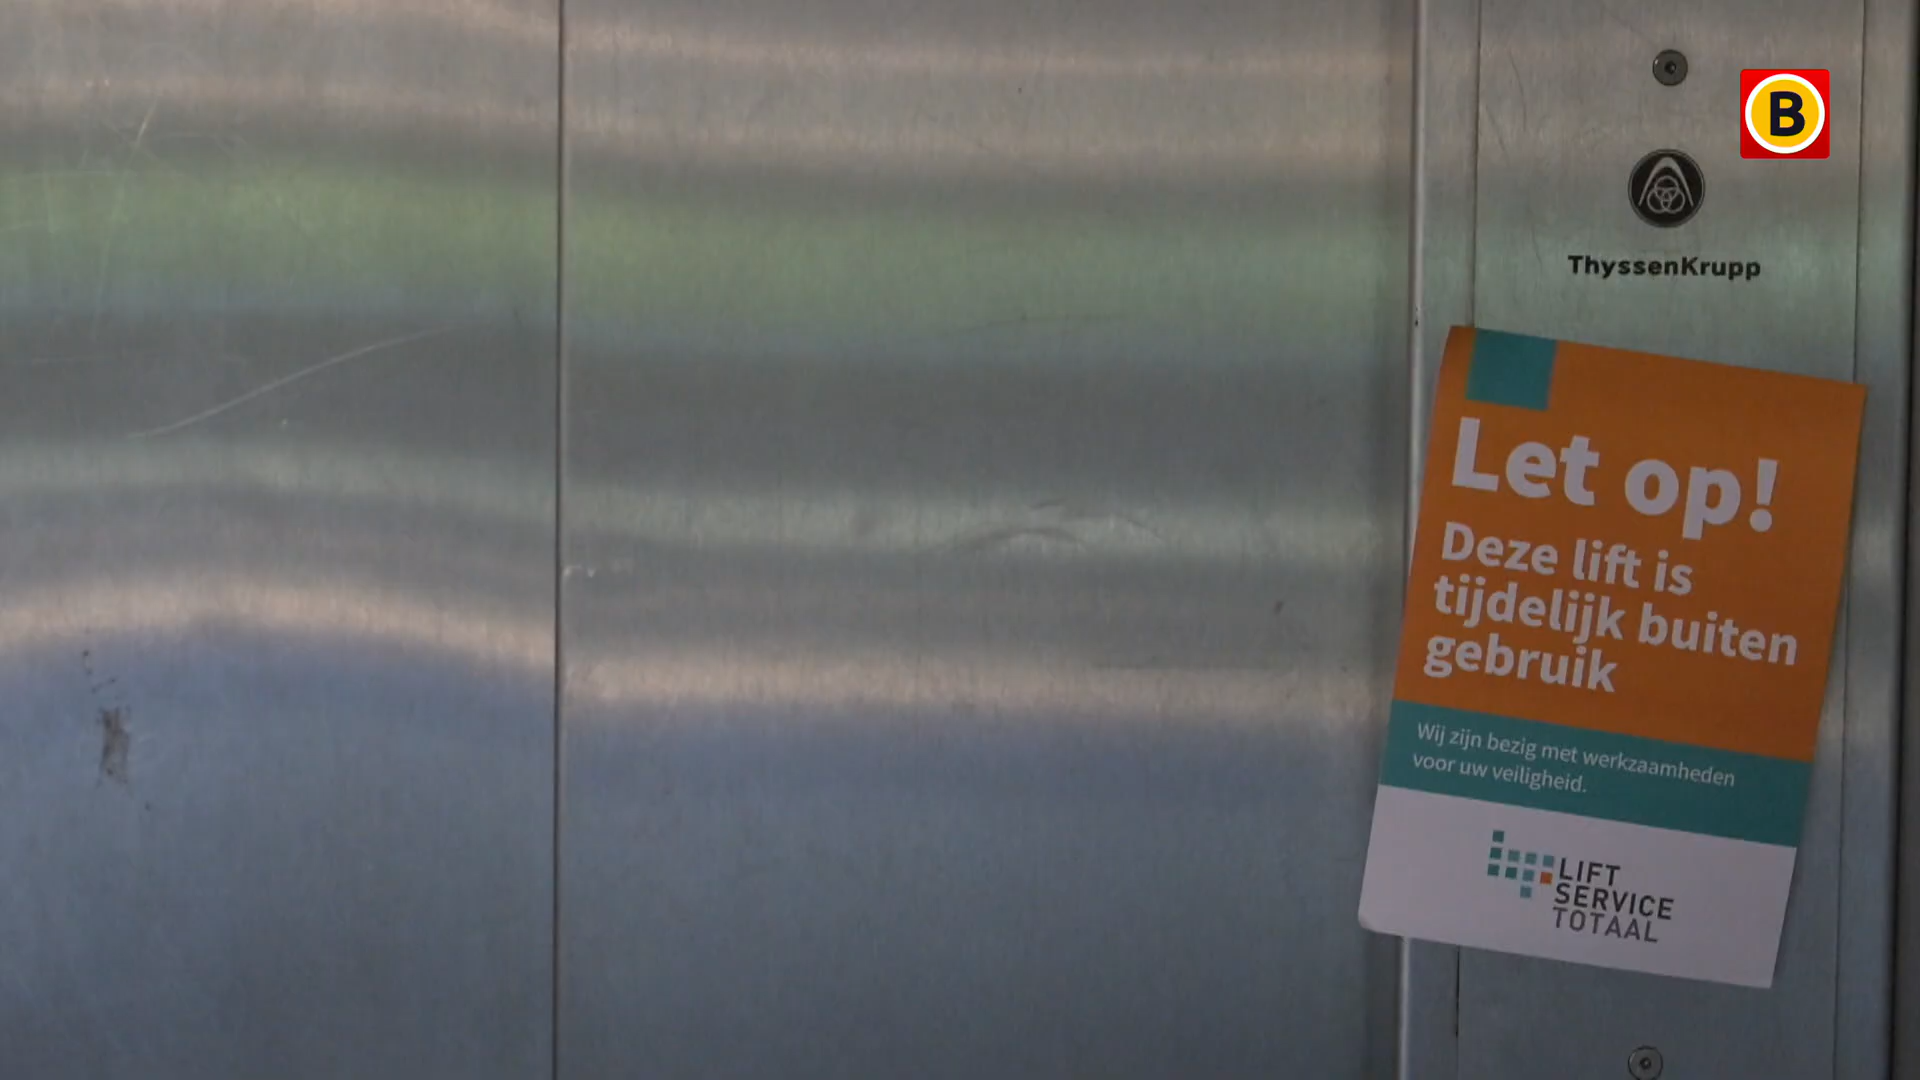 B
ThyssenKrupp
Let op!
Deze lift is
tijdelijk buiten
gebruik
Wij zijn bezig met werkzaamheden
voor uw veiligheid.
LIFT
SERVICE
TOTAAL